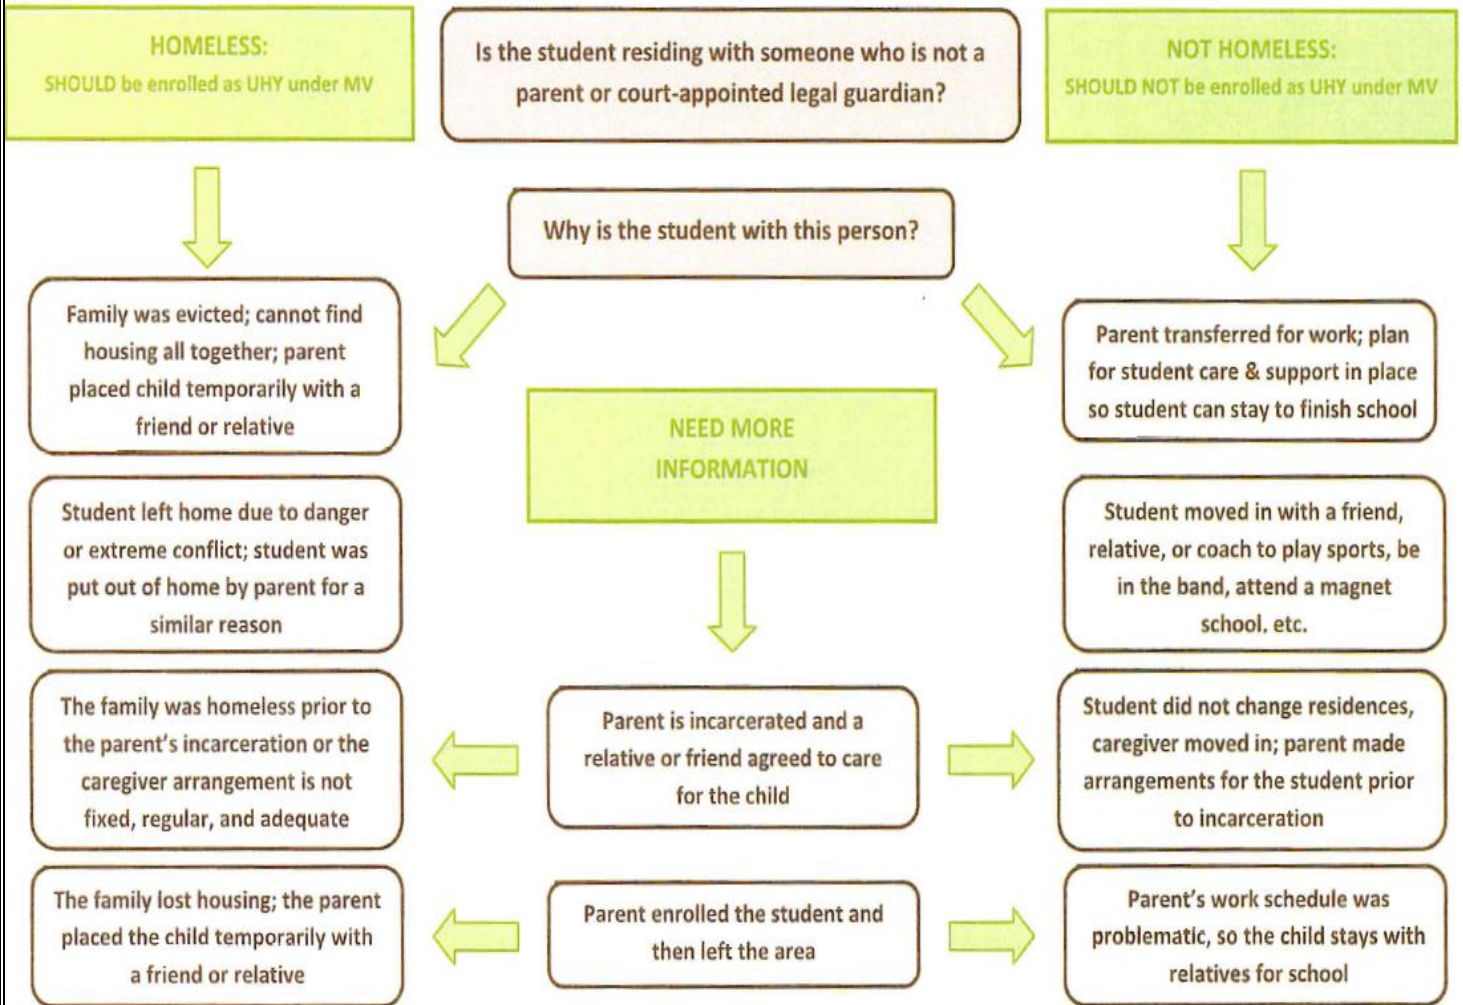 HOMELESS:
SHOULD be enrolled as UHY under MV
Is the student residing with someone who is not a
parent or court-appointed legal guardian?
NOT HOMELESS:
SHOULD NOT be enrolled as UHY under MV
Why is the student with this person?
Family was evicted; cannot find
housing all together; parent
placed child temporarily with a
friend or relative
Parent transferred for work; plan
for student care & support in place
so student can stay to finish school
NEED MORE
INFORMATION
Student left home due to danger
or extreme conflict; student was
put out of home by parent for a
similar reason
Student moved in with a friend,
relative, or coach to play sports, be
in the band, attend a magnet
school. etc.
The family was homeless prior to
the parent's incarceration or the
caregiver arrangement is not
fixed, regular, and adequate
Parent is incarcerated and a
relative or friend agreed to care
for the child
Student did not change residences,
caregiver moved in; parent made
arrangements for the student prior
to incarceration
The family lost housing; the parent
placed the child temporarily with
a friend or relative
Parent enrolled the student and
then left the area
Parent's work schedule was
problematic, so the child stays with
relatives for school